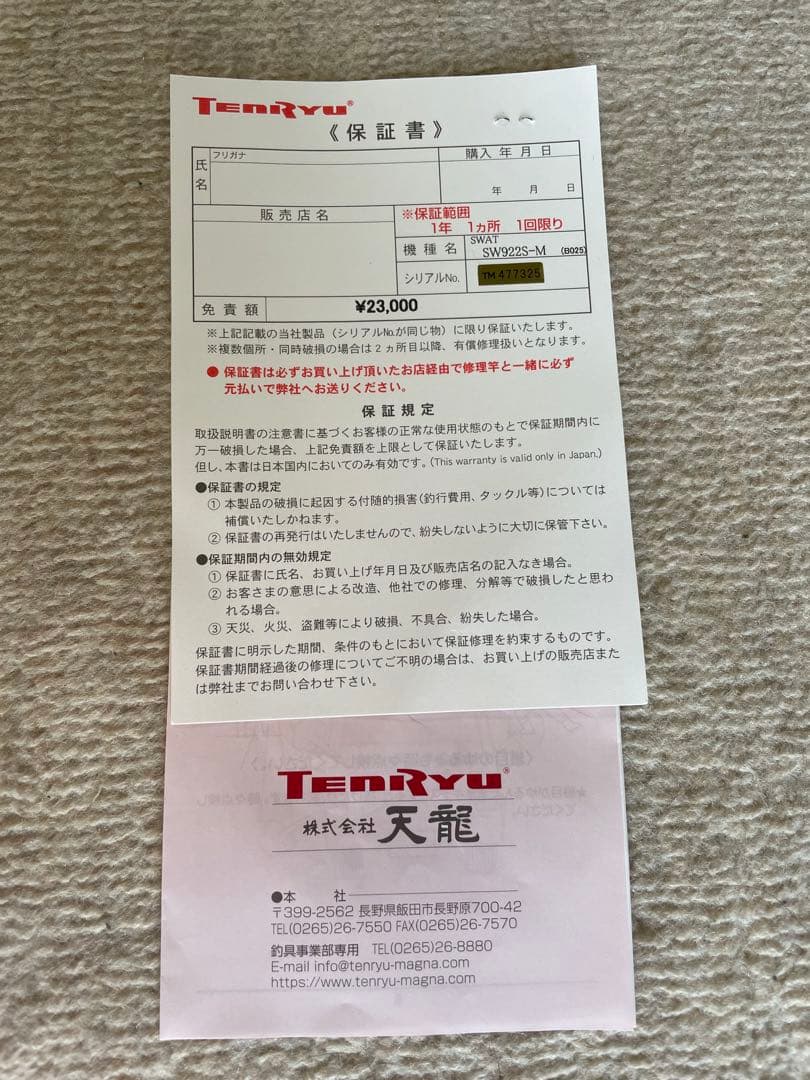 TENRYU®
《保証書》
フリガナ
氏名
購入年月日
年 月 日
販売店名
※保証範囲
1年 1ヵ所 1回限り
機種名
SWAT
SW922S-M (B025)
シリアルNo.
TM 477325
免責額
¥23,000
※上記記載の当社製品(シリアルNo.が同じ物)に限り保証いたします。
※複数個所・同時破損の場合は2ヵ所目以降、有償修理扱いとなります。
●保証書は必ずお買い上げ頂いたお店経由で修理竿と一緒に必ず
元払いで弊社へお送りください。
保証規定
取扱説明書の注意書に基づくお客様の正常な使用状態のもとで保証期間内に
万一破損した場合、上記免責額を上限として保証いたします。
但し、本書は日本国内においてのみ有効です。(This warranty is valid only in Japan.)
●保証書の規定
① 本製品の破損に起因する付随的損害(釣行費用、タックル等)については
補償いたしかねます。
② 保証書の再発行はいたしませんので、紛失しないように大切に保管下さい。
●保証期間内の無効規定
① 保証書に氏名、お買い上げ年月日及び販売店名の記入なき場合。
② お客さまの意思による改造、他社での修理、分解等で破損したと思わ
れる場合。
③ 天災、火災、盗難等により破損、不具合、紛失した場合。
保証書に明示した期間、条件のもとにおいて保証修理を約束するものです。
保証書期間経過後の修理についてご不明の場合は、お買い上げの販売店また
は弊社までお問い合わせ下さい。
TENRYU®
株式会社 天龍
●本 社
〒399-2562 長野県飯田市長野原700-42
TEL(0265)26-7550 FAX(0265)26-7570
釣具事業部専用 TEL(0265)26-8880
E-mail info@tenryu-magna.com
https://www.tenryu-magna.com